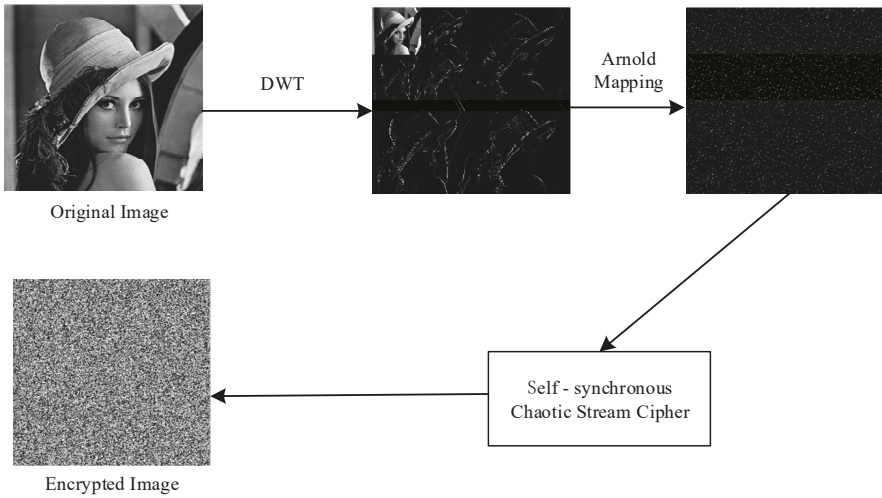 DWT
Arnold
Mapping
Original Image
Self - synchronous
Chaotic Stream Cipher
Encrypted Image